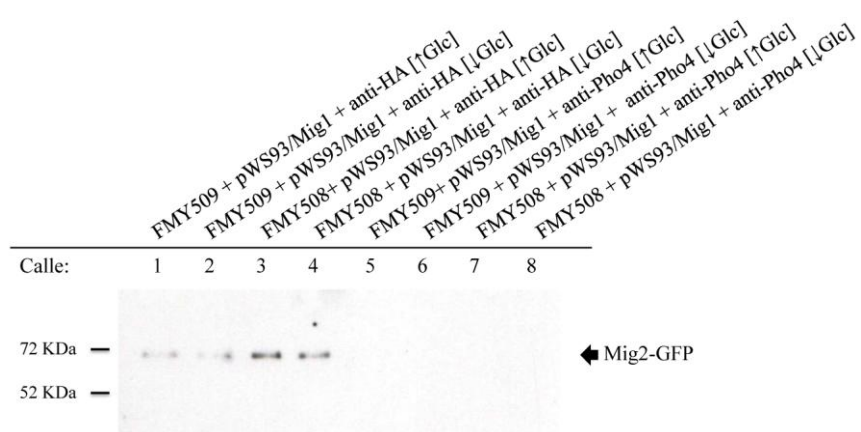 FMY509 + pWS93/Mig1 + anti-HA [↑Glc]
FMY509 + pWS93/Mig1 + anti-HA [↓Glc]
FMY508+ pWS93/Mig1 + anti-HA [↑Glc]
FMY508 + pWS93/Mig1 + anti-HA [↓Glc]
FMY509+ pWS93/Mig1 + anti-Pho4 [↑Glc]
FMY509 + pWS93/Mig1 + anti-Pho4 [↓Glc]
FMY508 + pWS93/Mig1 + anti-Pho4 [↑Glc]
FMY508 + pWS93/Mig1 + anti-Pho4 [↓Glc]
Calle: 1 2 3 4 5 6 7 8
72 KDa
Mig2-GFP
52 KDa